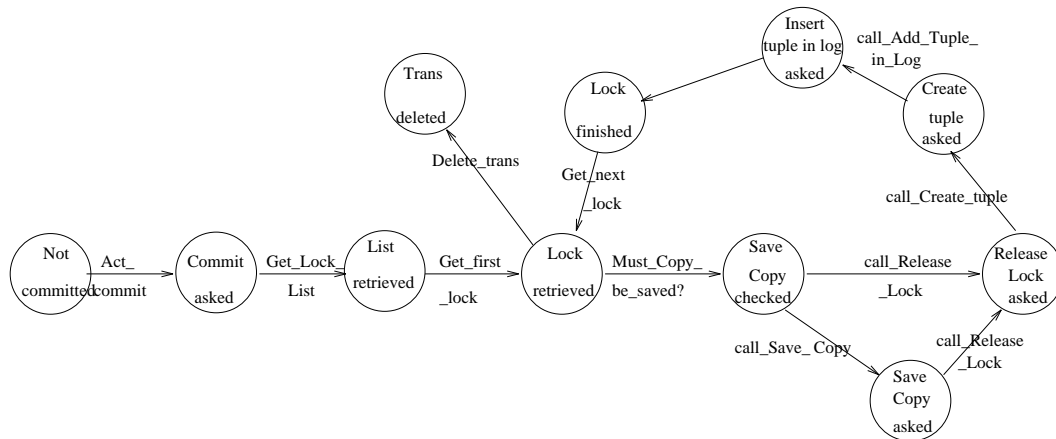 Insert
tuple in log
asked
call_Add_Tuple_
in_Log
Trans
deleted
Lock
finished
Create
tuple
asked
Delete_trans
Get_next
_lock
call_Create_tuple
Not
committed
Act_
commit
Commit
asked
Get_Lock_
List
List
retrieved
Get_first
_lock
Lock
retrieved
Must_Copy_
be_saved?
Save
Copy
checked
call_Release
_Lock
Release
Lock
asked
call_Save_ Copy
call_Release
_Lock
Save
Copy
asked